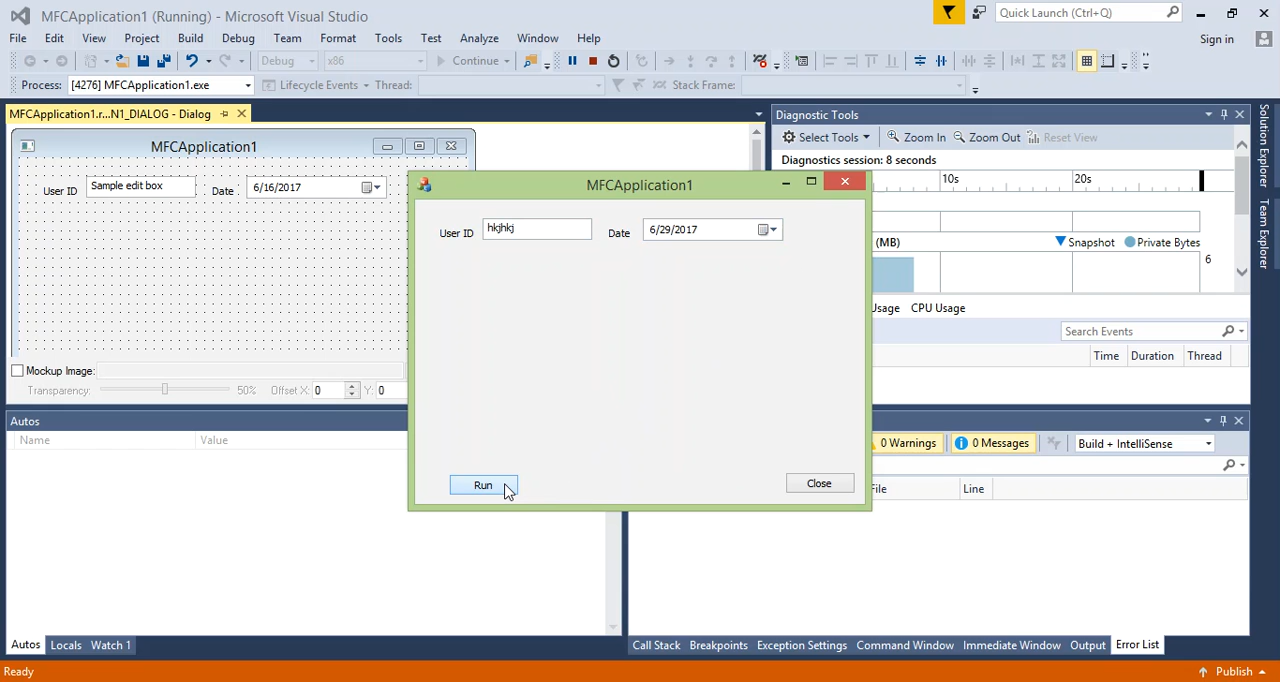 MFCApplication1 (Running) - Microsoft Visual Studio
Quick Launch (Ctrl+Q)
File Edit View Project Build Debug Team Format Tools Test Analyze Window Help
Sign in
Debug x86 Continue
Process: [4276] MFCApplication1.exe Lifecycle Events Thread: Stack Frame:
MFCApplication1.r...N1_DIALOG - Dialog
Diagnostic Tools
MFCApplication1
Select Tools Zoom In Zoom Out Reset View
Diagnostics session: 8 seconds
User ID Sample edit box Date 6/16/2017
10s 20s
MFCApplication1
User ID hkjhkj Date 6/29/2017
(MB) Snapshot Private Bytes
6
Usage CPU Usage
Search Events
Time Duration Thread
Mockup Image:
Transparency: 50% Offset X: 0 Y: 0
Autos
Name Value
0 Warnings 0 Messages Build + IntelliSense
File Line
Run Close
Autos Locals Watch 1
Call Stack Breakpoints Exception Settings Command Window Immediate Window Output Error List
Ready
Publish
Solution Explorer
Team Explorer